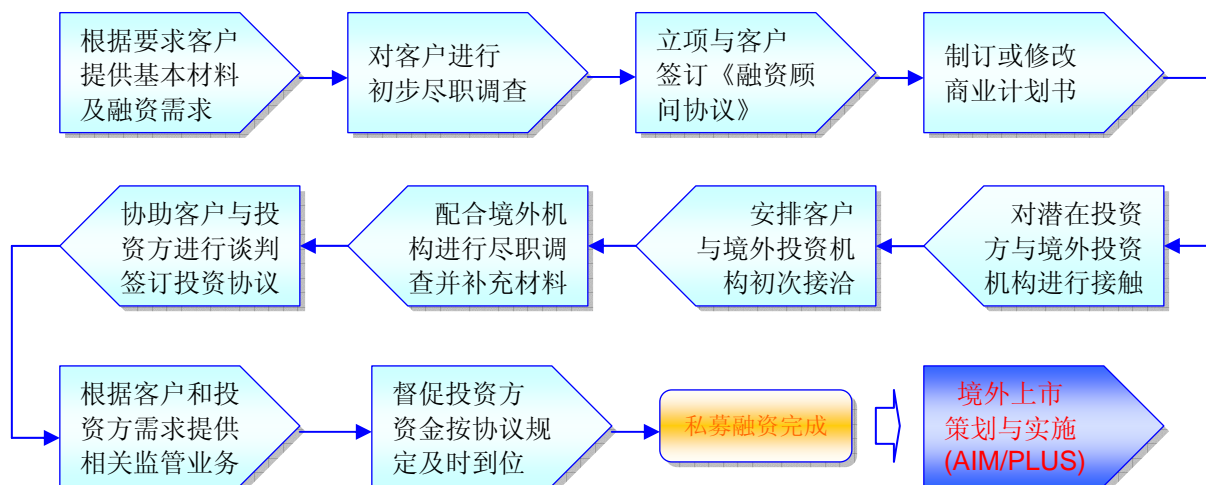 根据要求客户
提供基本材料
及融资需求
对客户进行
初步尽职调查
立项与客户
签订《融资顾
问协议》
制订或修改
商业计划书
对潜在投资
方与境外投资
机构进行接触
安排客户
与境外投资机
构初次接洽
配合境外机
构进行尽职调
查并补充材料
协助客户与投
资方进行谈判
签订投资协议
根据客户和投
资方需求提供
相关监管业务
督促投资方
资金按协议规
定及时到位
私募融资完成
境外上市
策划与实施
(AIM/PLUS)